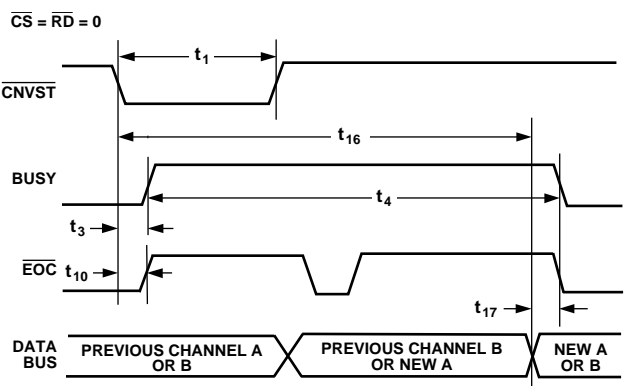 CS = RD = 0
t1
CNVST
t16
BUSY
t4
t3
EOC
t10
t17
DATA BUS
PREVIOUS CHANNEL A OR B
PREVIOUS CHANNEL B OR NEW A
NEW A OR B